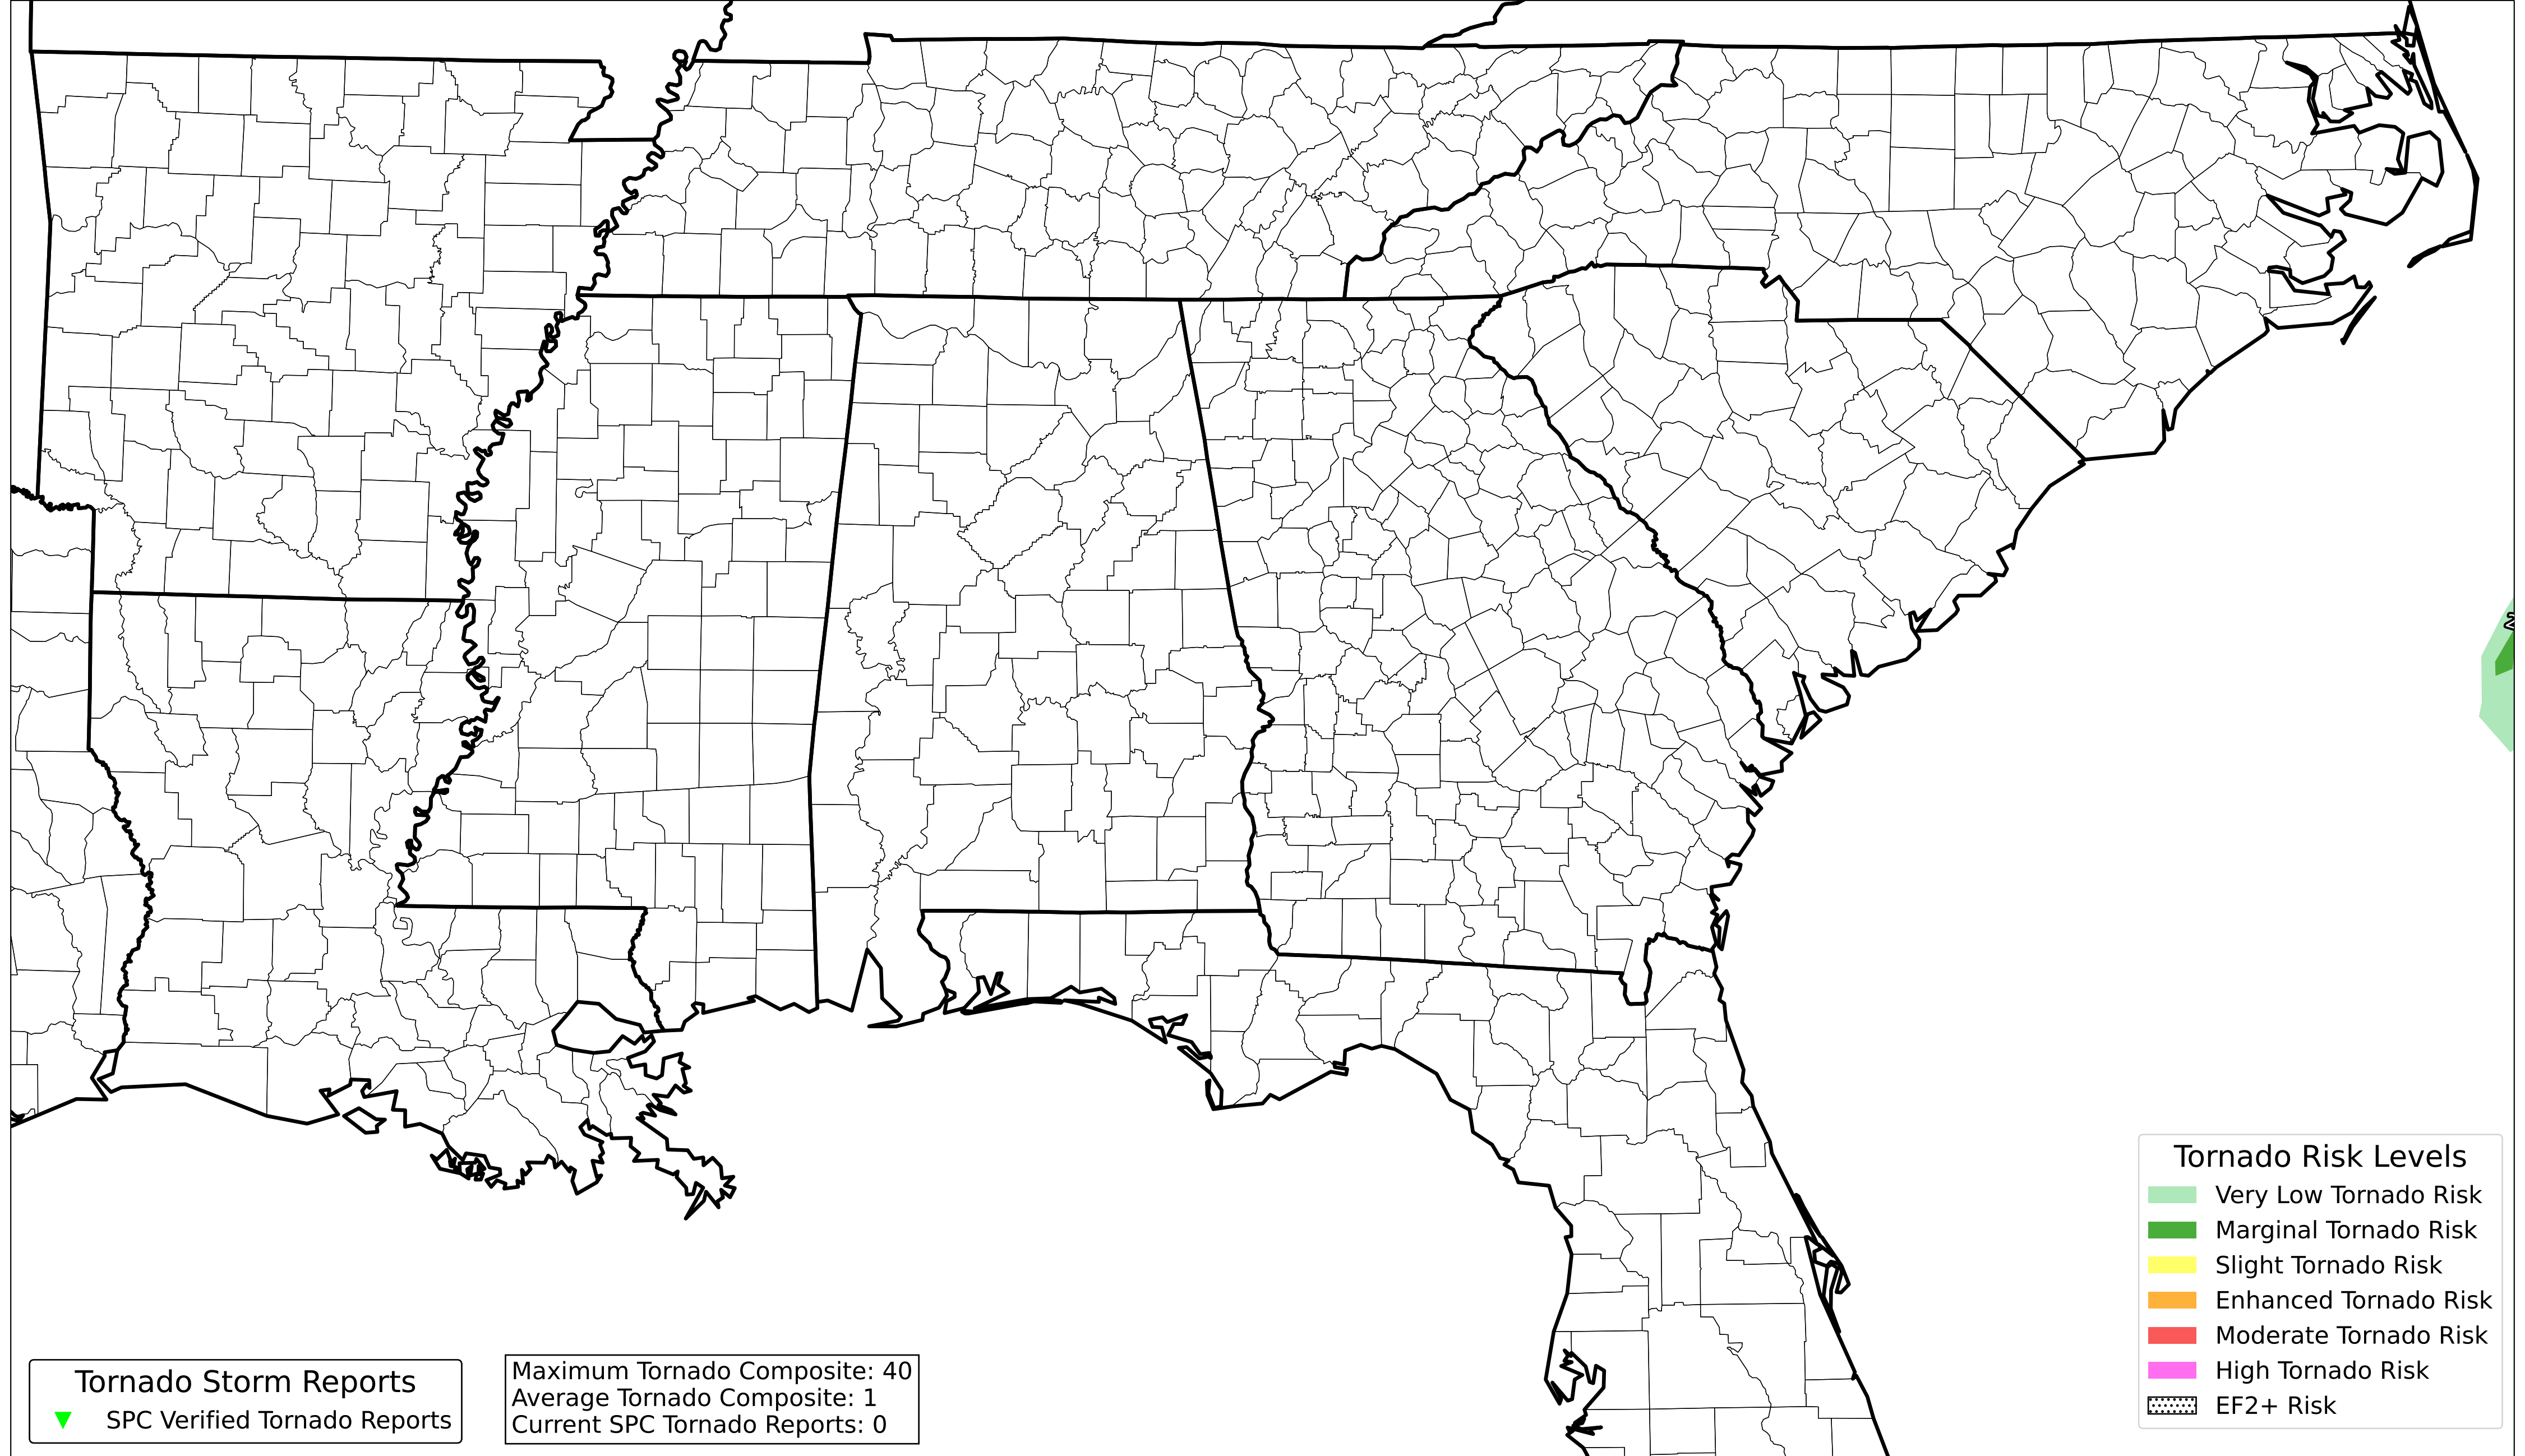 Tornado Risk Levels
Very Low Tornado Risk
Marginal Tornado Risk
Slight Tornado Risk
Enhanced Tornado Risk
Moderate Tornado Risk
High Tornado Risk
EF2+ Risk
Tornado Storm Reports
SPC Verified Tornado Reports
Maximum Tornado Composite: 40
Average Tornado Composite: 1
Current SPC Tornado Reports: 0